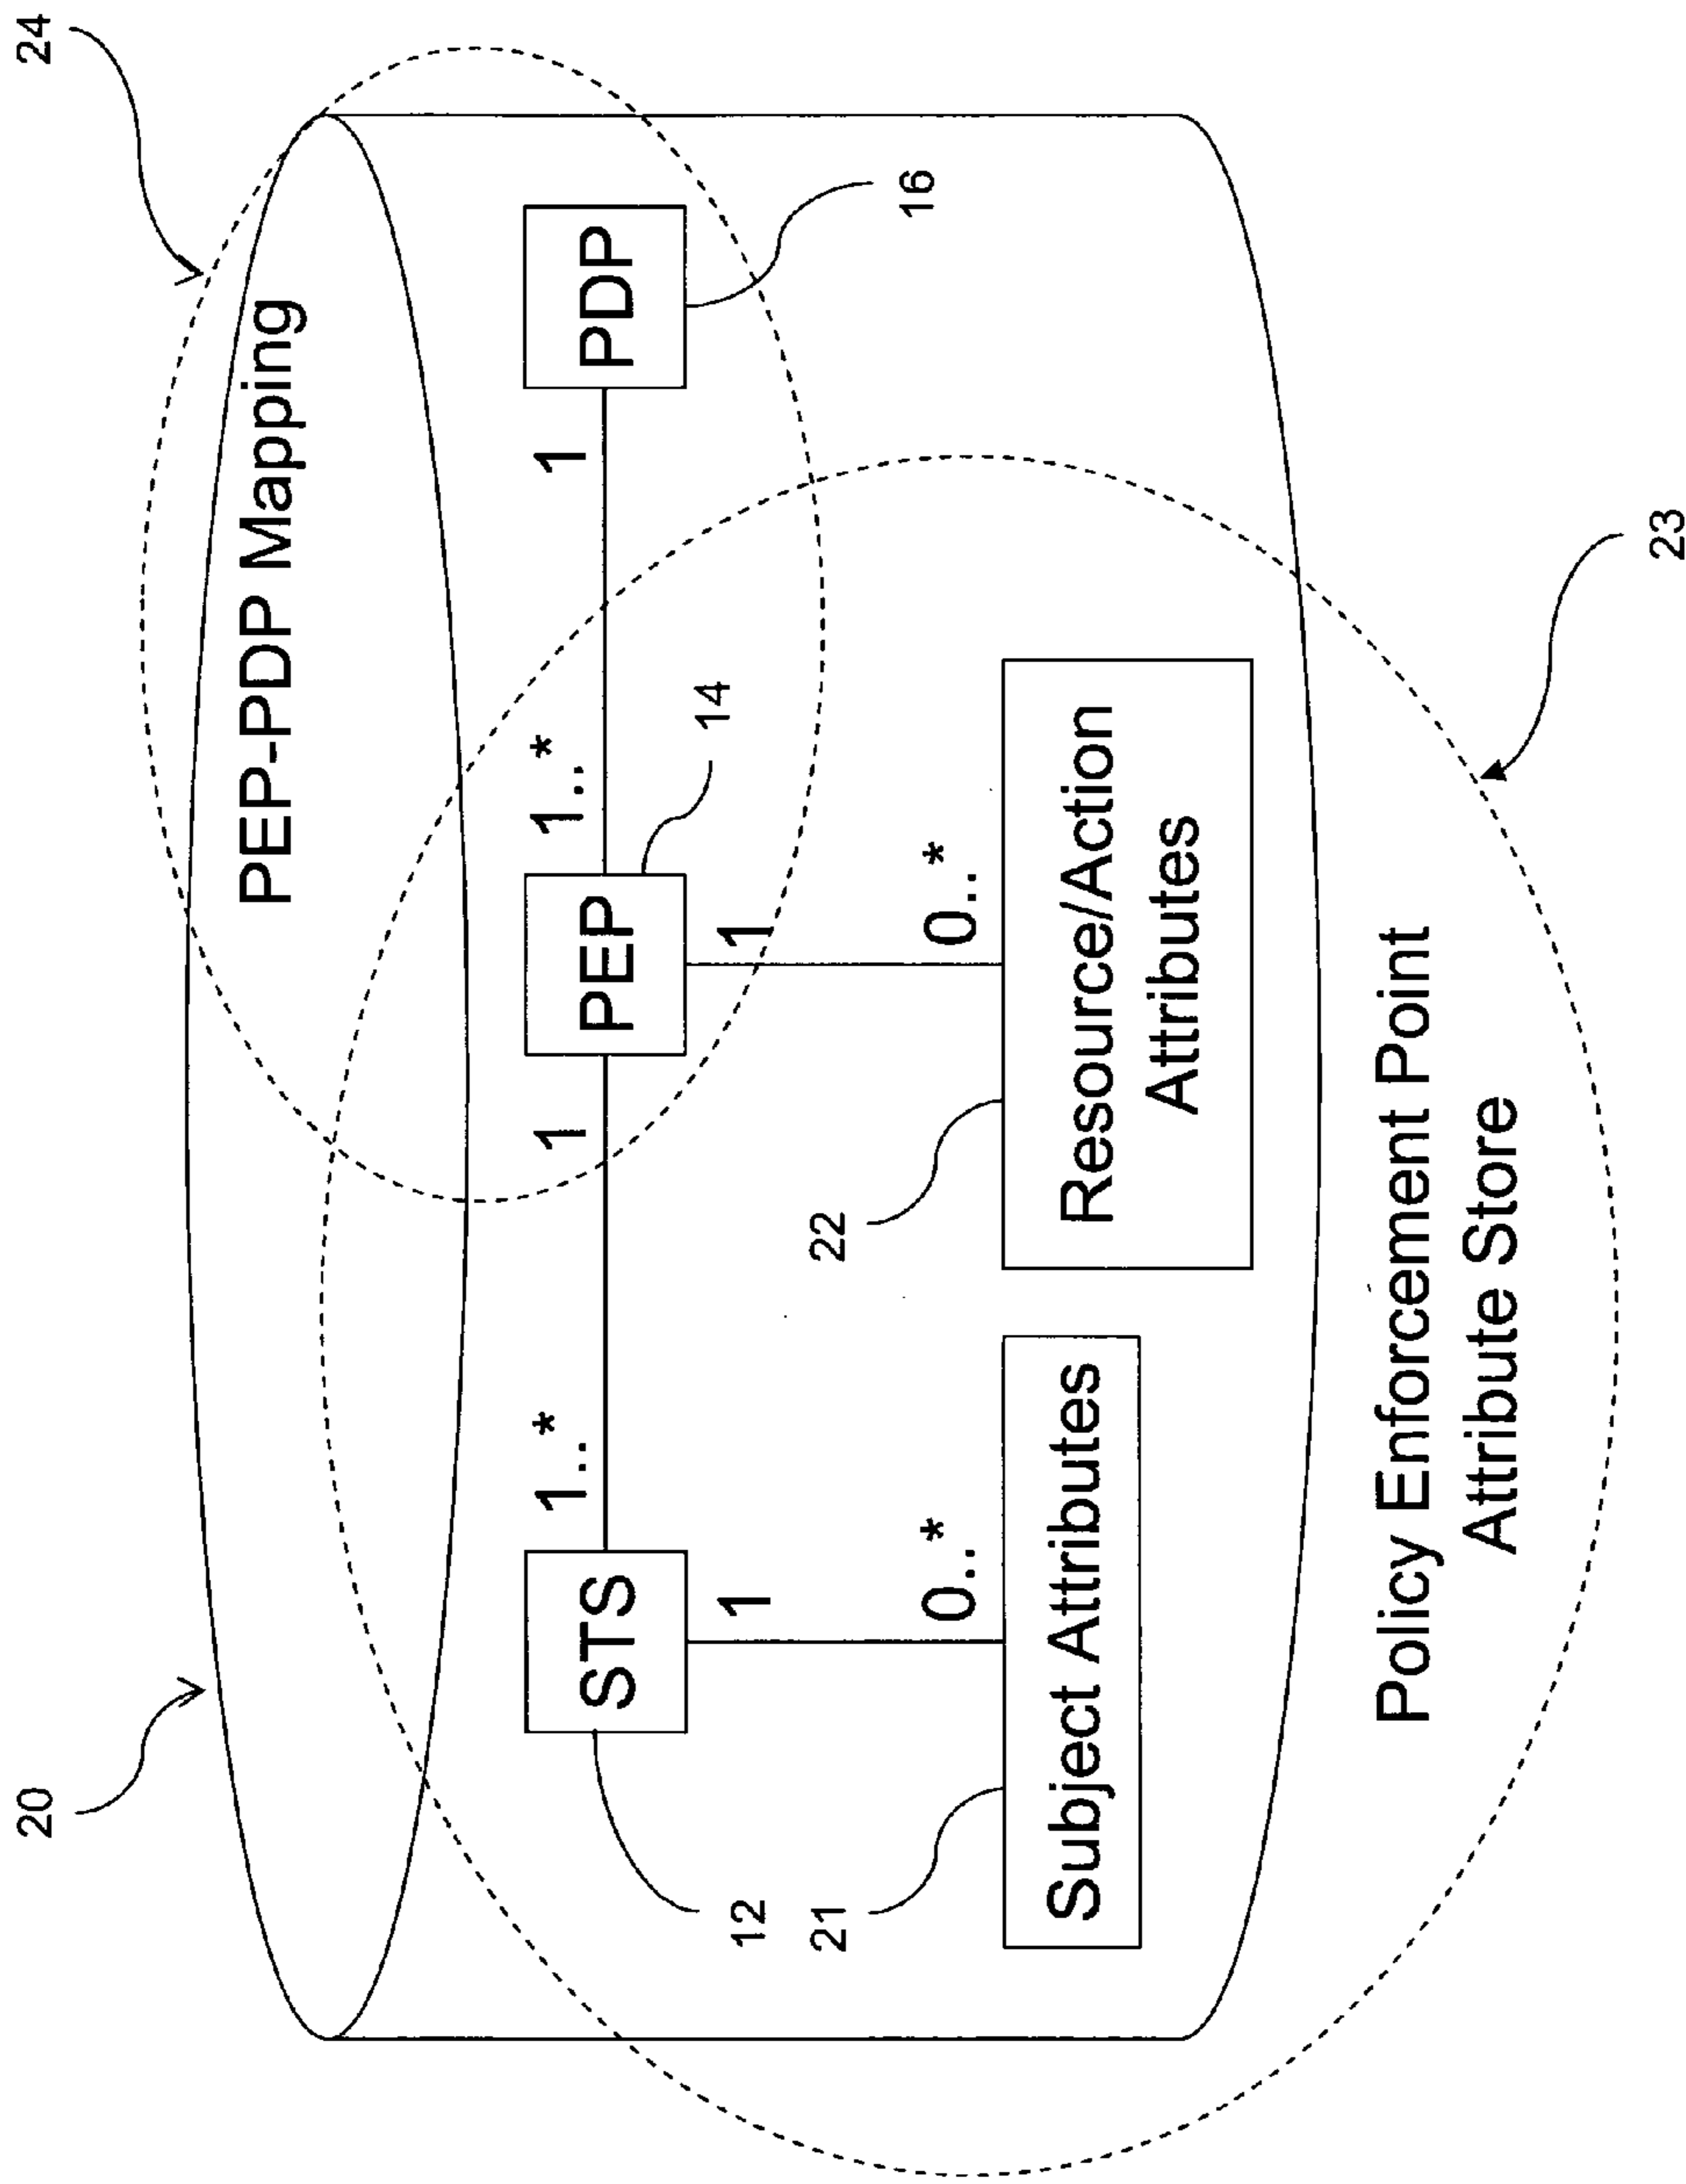 20
24
PEP-PDP Mapping
STS
1..*
1
PEP
1..*
1
PDP
12
1
0..*
14
1
0..*
16
21
22
Subject Attributes
Resource/Action
Attributes
Policy Enforcement Point
Attribute Store
23